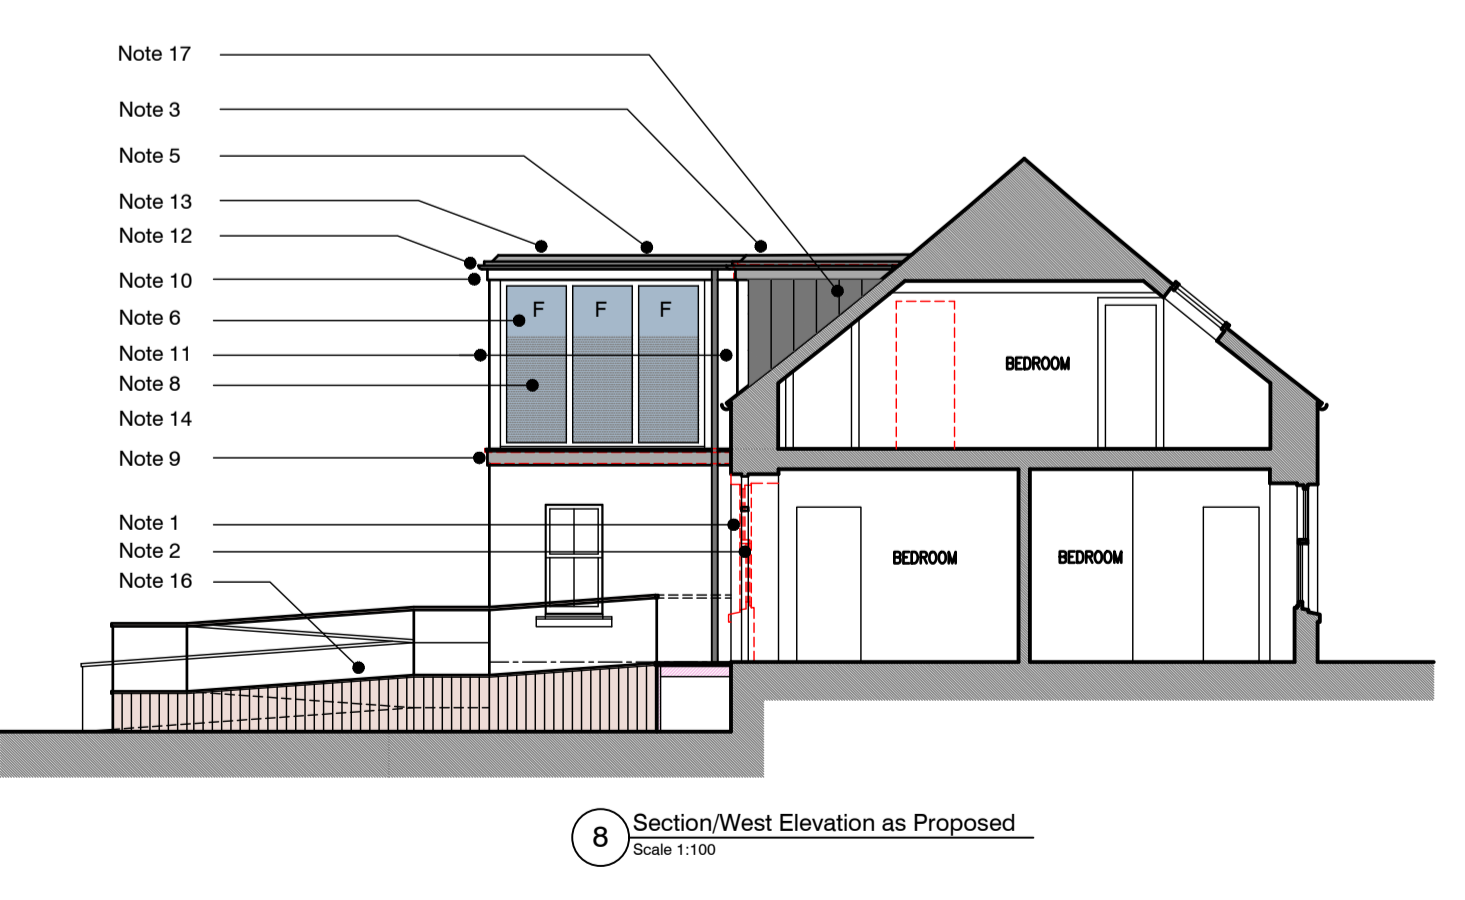 Note 17
Note 3
Note 5
Note 13
Note 12
Note 10
Note 6
Note 11
Note 8
Note 14
Note 9
Note 1
Note 2
Note 16
F F F
BEDROOM
BEDROOM BEDROOM
8 Section/West Elevation as Proposed
Scale 1:100